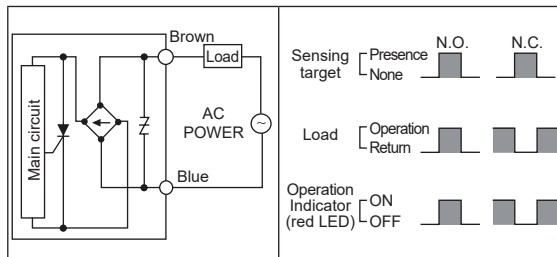 Brown
Load
Main circuit
AC
POWER
~
Blue
N.O. N.C.
Sensing target Presence
None
Load Operation
Return
Operation Indicator (red LED) ON
OFF